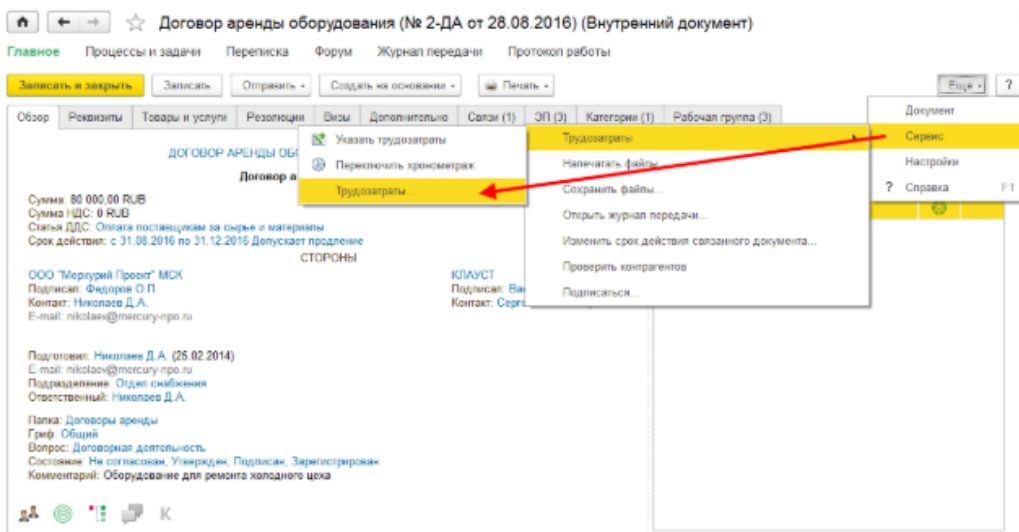 Договор аренды оборудования (№ 2-ДА от 28.08.2016) (Внутренний документ)
Главное Процессы и задачи Переписка Форум Журнал передачи Протокол работы
Записать и закрыть Записать Отправить Создать на основании Печать Еще ?
Обзор Реквизиты Товары и услуги Резолюции Визы Дополнительно Связи (1) ЭП (3) Категории (1) Рабочая группа (3)
Документ
Сервис
Настройки
? Справка F1
Трудозатраты
Напечатать файлы...
Сохранить файлы...
Открыть журнал передачи...
Изменить срок действия связанного документа...
Проверить контрагентов
Подписаться...
Указать трудозатраты
Переключить хронометраж
Трудозатраты...
ДОГОВОР АРЕНДЫ ОБ
Договор а
Сумма: 80 000,00 RUB
Сумма НДС: 0 RUB
Статья ДДС: Оплата поставщикам за сырье и материалы
Срок действия: с 31.08.2016 по 31.12.2016 Допускает продление
СТОРОНЫ
ООО "Меркурий Проект" МСК КЛАУСТ
Подписал: Федоров О.П. Подписал: Ва
Контакт: Николаев Д.А. Контакт: Серге
E-mail: nikolaev@mercury-npo.ru
Подготовил: Николаев Д.А. (25.02.2014)
E-mail: nikolaev@mercury-npo.ru
Подразделение: Отдел снабжения
Ответственный: Николаев Д.А.
Папка: Договоры аренды
Гриф: Общий
Вопрос: Договорная деятельность
Состояние: Не согласован, Утвержден, Подписан, Зарегистрирован
Комментарий: Оборудование для ремонта холодного цеха
K